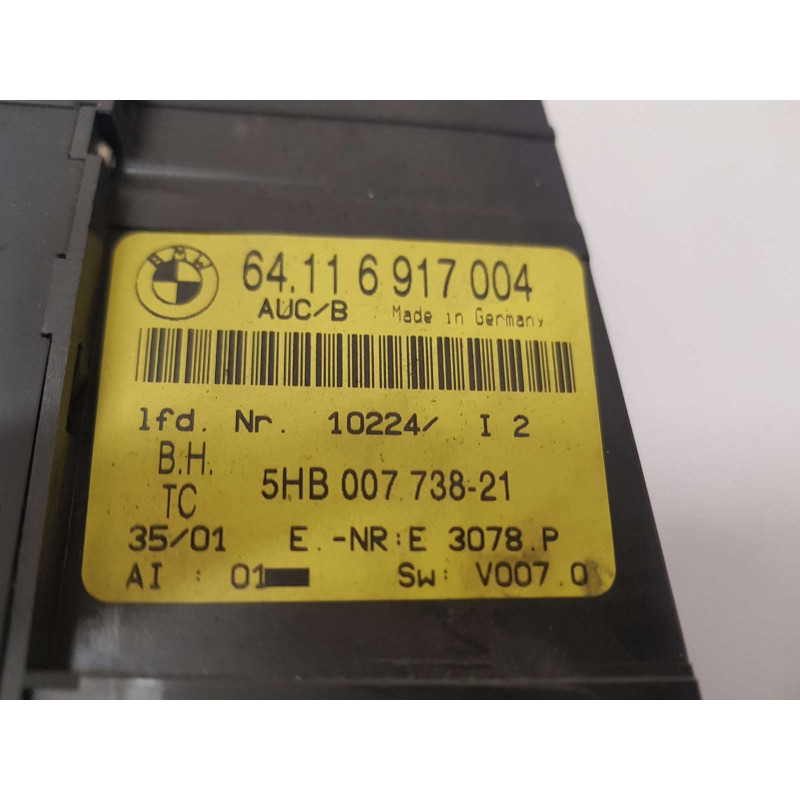 BMW 64.11 6 917 004
AUC/B Made in Germany
lfd. Nr. 10224/ I 2
B.H.
TC 5HB 007 738-21
35/01 E.-NR:E 3078.P
AI : 01 Sw: V007.0